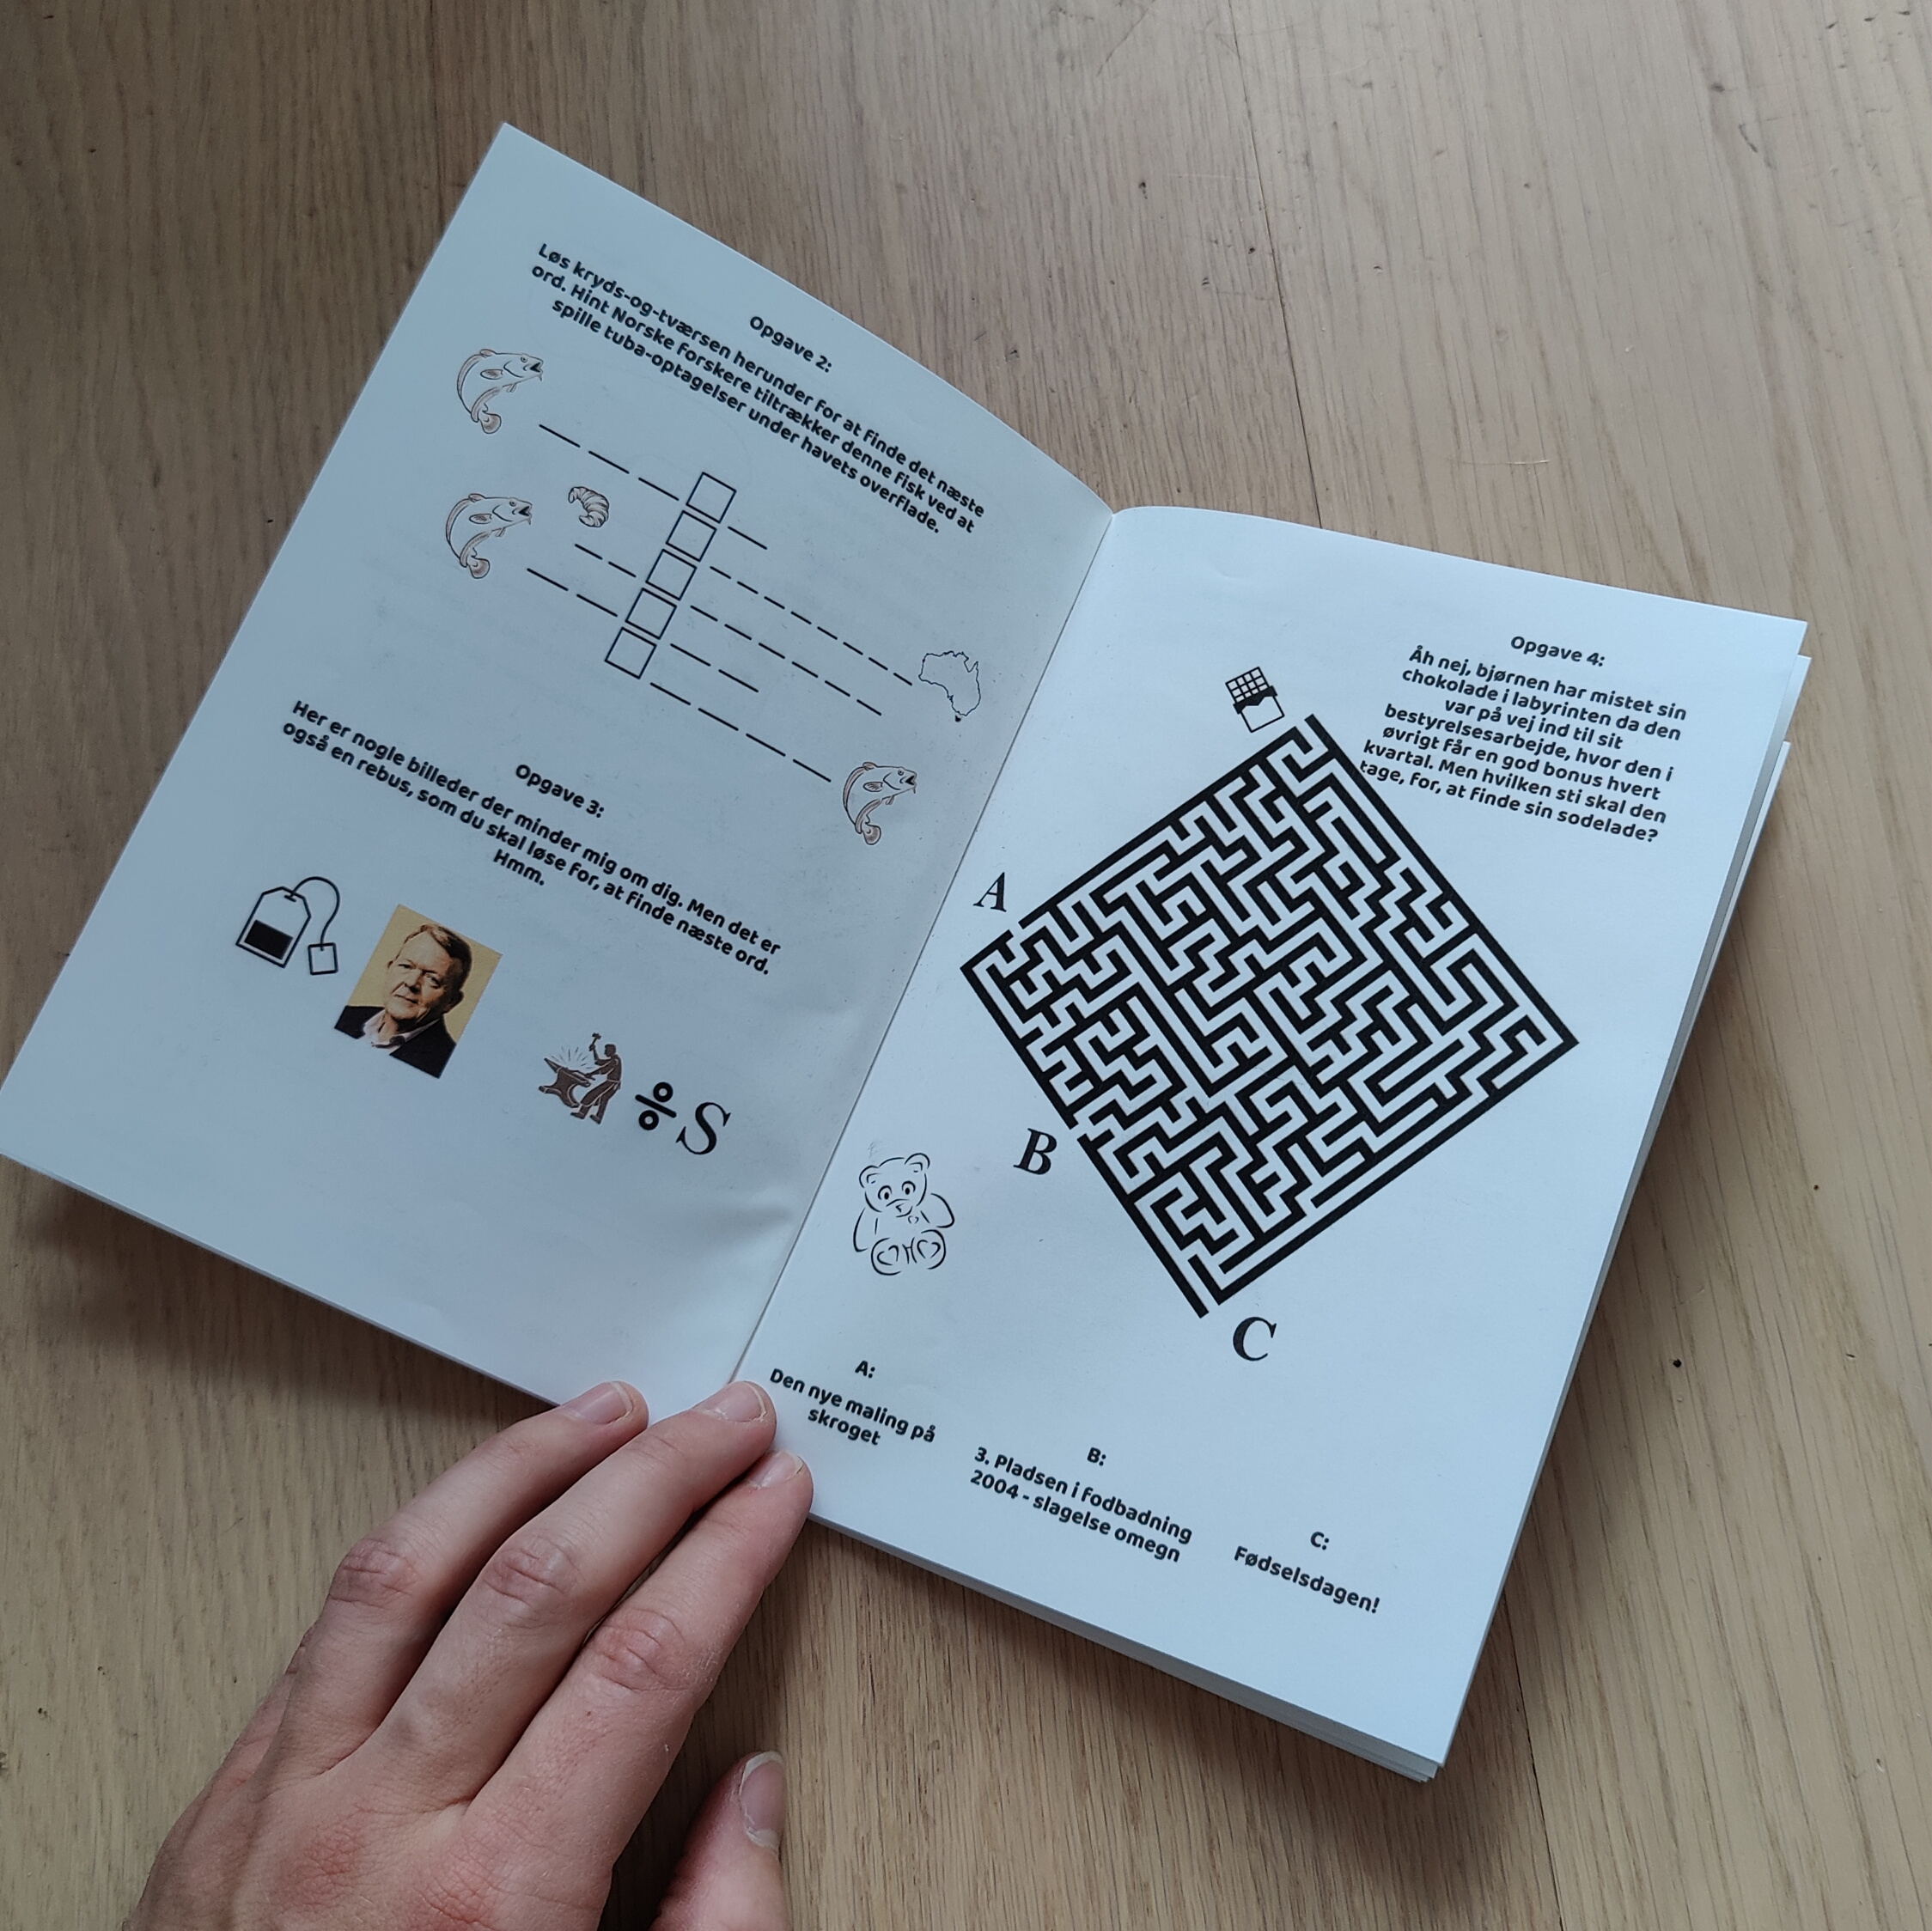 Opgave 2:
Løs kryds-og-tværsen herunder for at finde det næste
ord. Hint Norske forskere tiltrækker denne fisk ved at
spille tuba-optagelser under havets overflade.
Opgave 3:
Her er nogle billeder der minder mig om dig. Men det er
også en rebus, som du skal løse for, at finde næste ord.
Hmm.
÷ S
Opgave 4:
Åh nej, bjørnen har mistet sin
chokolade i labyrinten da den
var på vej ind til sit
bestyrelsesarbejde, hvor den i
øvrigt får en god bonus hvert
kvartal. Men hvilken sti skal den
tage, for, at finde sin sodelade?
A
B
C
A:
Den nye maling på
skroget
B:
3. Pladsen i fodbadning
2004 - slagelse omegn
C:
Fødselsdagen!